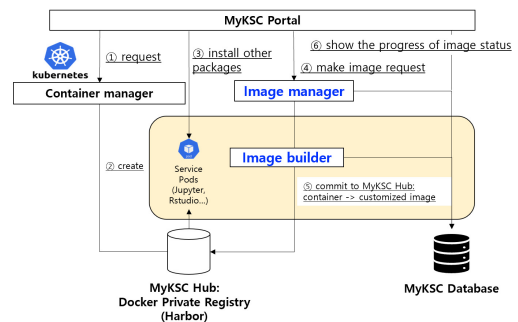 MyKSC Portal
① request
③ install other
packages
⑥ show the progress of image status
④ make image request
kubernetes
Container manager
Image manager
② create
Service
Pods
(Jupyter,
Rstudio...)
Image builder
⑤ commit to MyKSC Hub:
container -> customized image
MyKSC Hub:
Docker Private Registry
(Harbor)
MyKSC Database